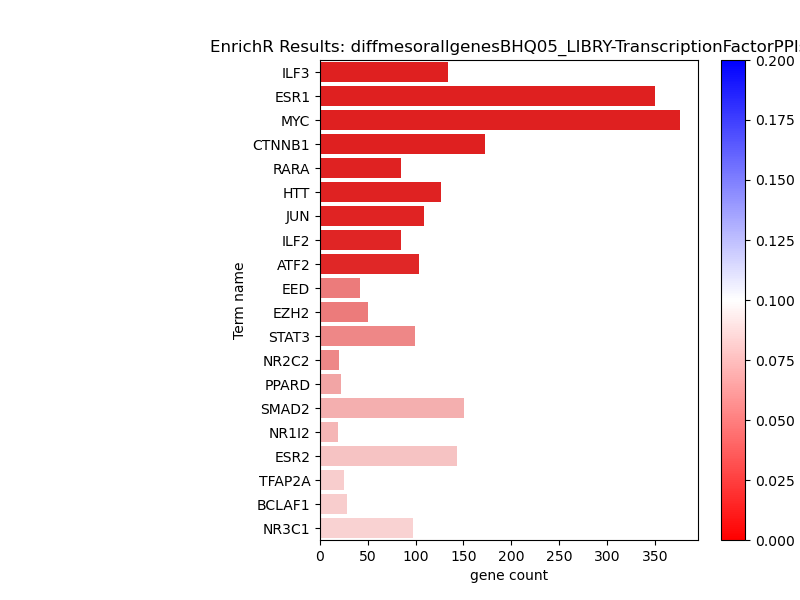 EnrichR Results: diffmesorallgenesBHQ05_LIBRY-TranscriptionFactorPPIs
Term name
ILF3
ESR1
MYC
CTNNB1
RARA
HTT
JUN
ILF2
ATF2
EED
EZH2
STAT3
NR2C2
PPARD
SMAD2
NR1I2
ESR2
TFAP2A
BCLAF1
NR3C1
0 50 100 150 200 250 300 350
gene count
0.200
0.175
0.150
0.125
0.100
0.075
0.050
0.025
0.000